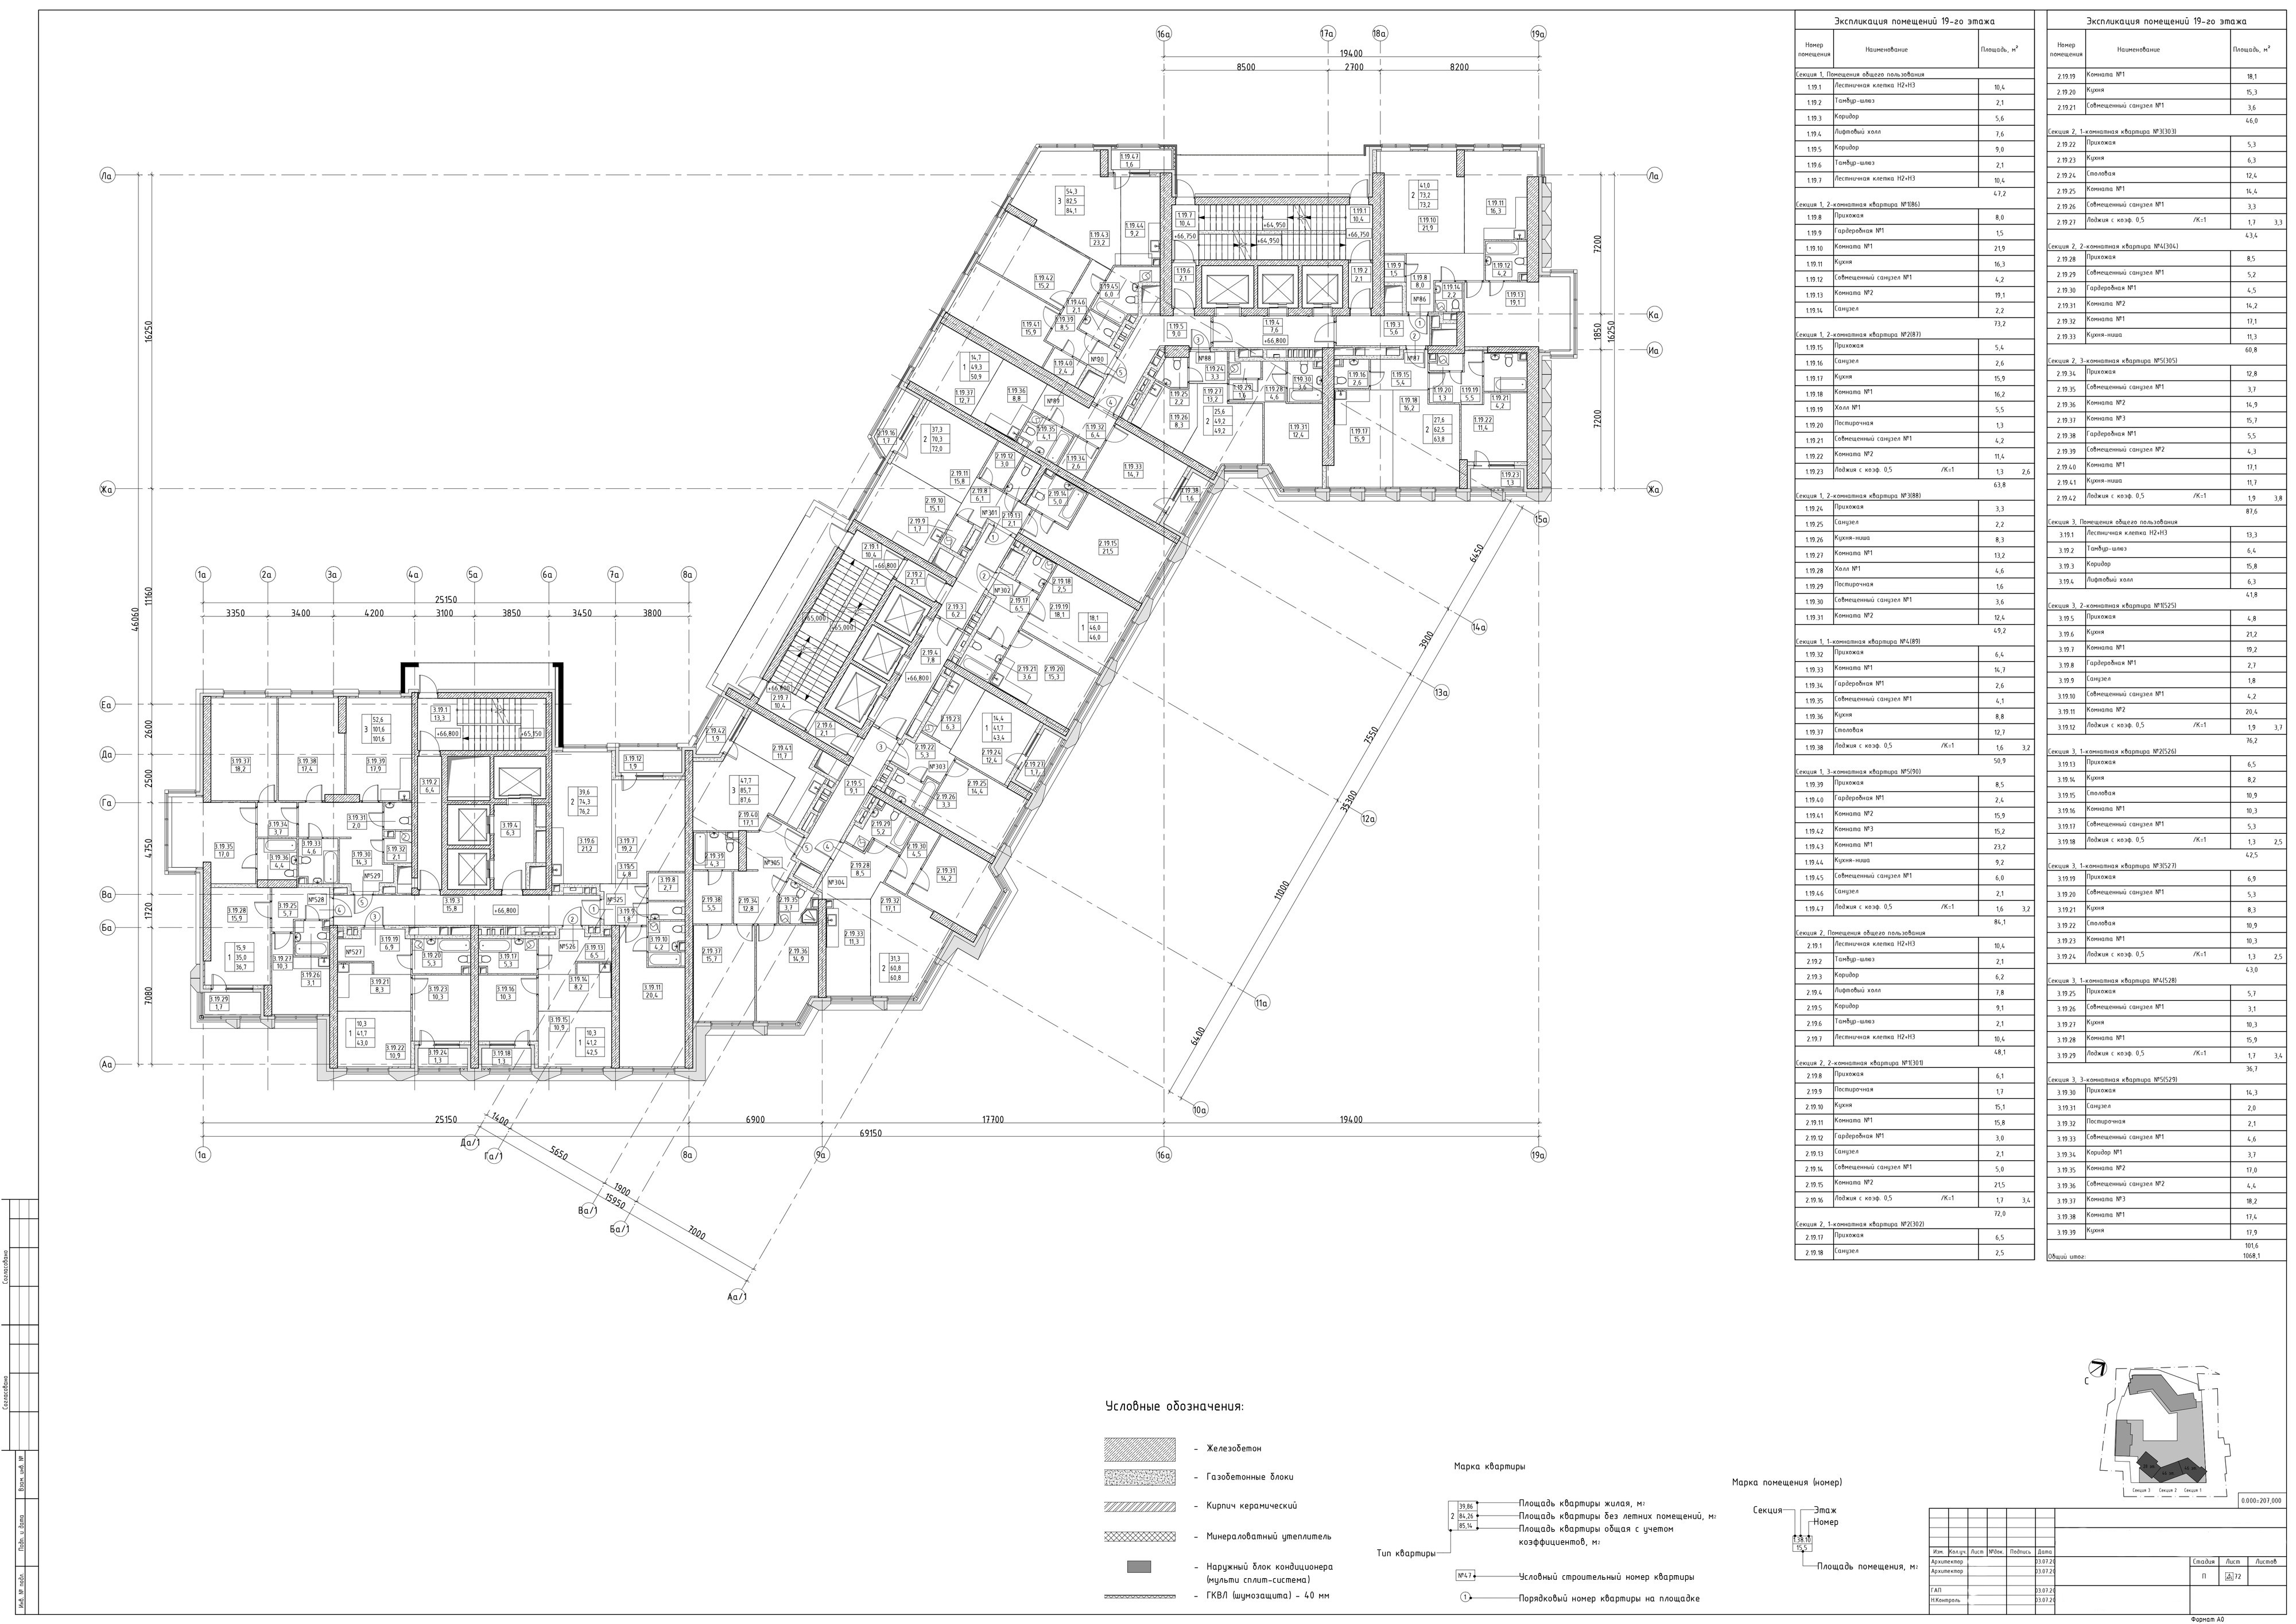 Экспликация помещений 19-го этажа
Номер помещения Наименование Площадь, м²
Секция 1, Помещения общего пользования
1.19.1 Лестничная клетка Н2+Н3 10,4
1.19.2 Тамбур-шлюз 2,1
1.19.3 Коридор 5,6
1.19.4 Лифтовый холл 7,6
1.19.5 Коридор 9,0
1.19.6 Тамбур-шлюз 2,1
1.19.7 Лестничная клетка Н2+Н3 10,4
47,2
Секция 1, 2-комнатная квартира №1(86)
1.19.8 Прихожая 8,0
1.19.9 Гардеробная №1 1,5
1.19.10 Комната №1 21,9
1.19.11 Кухня 16,3
1.19.12 Совмещенный санузел №1 4,2
1.19.13 Комната №2 19,1
1.19.14 Санузел 2,2
73,2
Секция 1, 2-комнатная квартира №2(87)
1.19.15 Прихожая 5,4
1.19.16 Санузел 2,6
1.19.17 Кухня 15,9
1.19.18 Комната №1 16,2
1.19.19 Холл №1 5,5
1.19.20 Постирочная 1,3
1.19.21 Совмещенный санузел №1 4,2
1.19.22 Комната №2 11,4
1.19.23 Лоджия с коэф. 0,5 /К=1 1,3 2,6
63,8
Секция 1, 2-комнатная квартира №3(88)
1.19.24 Прихожая 3,3
1.19.25 Санузел 2,2
1.19.26 Кухня-ниша 8,3
1.19.27 Комната №1 13,2
1.19.28 Холл №1 4,6
1.19.29 Постирочная 1,6
1.19.30 Совмещенный санузел №1 3,6
1.19.31 Комната №2 12,4
49,2
Секция 1, 1-комнатная квартира №4(89)
1.19.32 Прихожая 6,4
1.19.33 Комната №1 14,7
1.19.34 Гардеробная №1 2,6
1.19.35 Совмещенный санузел №1 4,1
1.19.36 Кухня 8,8
1.19.37 Столовая 12,7
1.19.38 Лоджия с коэф. 0,5 /К=1 1,6 3,2
50,9
Секция 1, 3-комнатная квартира №5(90)
1.19.39 Прихожая 8,5
1.19.40 Гардеробная №1 2,4
1.19.41 Комната №2 15,9
1.19.42 Комната №3 15,2
1.19.43 Комната №1 23,2
1.19.44 Кухня-ниша 9,2
1.19.45 Совмещенный санузел №1 6,0
1.19.46 Санузел 2,1
1.19.47 Лоджия с коэф. 0,5 /К=1 1,6 3,2
84,1
Секция 2, Помещения общего пользования
2.19.1 Лестничная клетка Н2+Н3 10,4
2.19.2 Тамбур-шлюз 2,1
2.19.3 Коридор 6,2
2.19.4 Лифтовый холл 7,8
2.19.5 Коридор 9,1
2.19.6 Тамбур-шлюз 2,1
2.19.7 Лестничная клетка Н2+Н3 10,4
48,1
Секция 2, 2-комнатная квартира №1(301)
2.19.8 Прихожая 6,1
2.19.9 Постирочная 1,7
2.19.10 Кухня 15,1
2.19.11 Комната №1 15,8
2.19.12 Гардеробная №1 3,0
2.19.13 Санузел 2,1
2.19.14 Совмещенный санузел №1 5,0
2.19.15 Комната №2 21,5
2.19.16 Лоджия с коэф. 0,5 /К=1 1,7 3,4
72,0
Секция 2, 1-комнатная квартира №2(302)
2.19.17 Прихожая 6,5
2.19.18 Санузел 2,5
Экспликация помещений 19-го этажа
Номер помещения Наименование Площадь, м²
2.19.19 Комната №1 18,1
2.19.20 Кухня 15,3
2.19.21 Совмещенный санузел №1 3,6
46,0
Секция 2, 1-комнатная квартира №3(303)
2.19.22 Прихожая 5,3
2.19.23 Кухня 6,3
2.19.24 Столовая 12,4
2.19.25 Комната №1 14,4
2.19.26 Совмещенный санузел №1 3,3
2.19.27 Лоджия с коэф. 0,5 /К=1 1,7 3,3
43,4
Секция 2, 2-комнатная квартира №4(304)
2.19.28 Прихожая 8,5
2.19.29 Совмещенный санузел №1 5,2
2.19.30 Гардеробная №1 4,5
2.19.31 Комната №2 14,2
2.19.32 Комната №1 17,1
2.19.33 Кухня-ниша 11,3
60,8
Секция 2, 3-комнатная квартира №5(305)
2.19.34 Прихожая 12,8
2.19.35 Совмещенный санузел №1 3,7
2.19.36 Комната №2 14,9
2.19.37 Комната №3 15,7
2.19.38 Гардеробная №1 5,5
2.19.39 Совмещенный санузел №2 4,3
2.19.40 Комната №1 17,1
2.19.41 Кухня-ниша 11,7
2.19.42 Лоджия с коэф. 0,5 /К=1 1,9 3,8
87,6
Секция 3, Помещения общего пользования
3.19.1 Лестничная клетка Н2+Н3 13,3
3.19.2 Тамбур-шлюз 6,4
3.19.3 Коридор 15,8
3.19.4 Лифтовый холл 6,3
41,8
Секция 3, 2-комнатная квартира №1(525)
3.19.5 Прихожая 4,8
3.19.6 Кухня 21,2
3.19.7 Комната №1 19,2
3.19.8 Гардеробная №1 2,7
3.19.9 Санузел 1,8
3.19.10 Совмещенный санузел №1 4,2
3.19.11 Комната №2 20,4
3.19.12 Лоджия с коэф. 0,5 /К=1 1,9 3,7
76,2
Секция 3, 1-комнатная квартира №2(526)
3.19.13 Прихожая 6,5
3.19.14 Кухня 8,2
3.19.15 Столовая 10,9
3.19.16 Комната №1 10,3
3.19.17 Совмещенный санузел №1 5,3
3.19.18 Лоджия с коэф. 0,5 /К=1 1,3 2,5
42,5
Секция 3, 1-комнатная квартира №3(527)
3.19.19 Прихожая 6,9
3.19.20 Совмещенный санузел №1 5,3
3.19.21 Кухня 8,3
3.19.22 Столовая 10,9
3.19.23 Комната №1 10,3
3.19.24 Лоджия с коэф. 0,5 /К=1 1,3 2,5
43,0
Секция 3, 1-комнатная квартира №4(528)
3.19.25 Прихожая 5,7
3.19.26 Совмещенный санузел №1 3,1
3.19.27 Кухня 10,3
3.19.28 Комната №1 15,9
3.19.29 Лоджия с коэф. 0,5 /К=1 1,7 3,4
36,7
Секция 3, 3-комнатная квартира №5(529)
3.19.30 Прихожая 14,3
3.19.31 Санузел 2,0
3.19.32 Постирочная 2,1
3.19.33 Совмещенный санузел №1 4,6
3.19.34 Коридор №1 3,7
3.19.35 Комната №2 17,0
3.19.36 Совмещенный санузел №2 4,4
3.19.37 Комната №3 18,2
3.19.38 Комната №1 17,4
3.19.39 Кухня 17,9
101,6
Общий итог: 1068,1
16а 17а 18а 19а
19400
8500 2700 8200
Ла
Ка
Иа
Жа
7200
1850
7200
16250
16250
11160
46060
1а 2а 3а 4а 5а 6а 7а 8а
25150
3350 3400 4200 3100 3850 3450 3800
Еа
Да
Га
Ва
Ба
Аа
2600
2500
4750
1720
7080
15а
14а
13а
12а
11а
10а
6450
3900
7550
11000
6400
35300
25150 6900 17700 19400
69150
1а 8а 9а 16а 19а
Да/1
Га/1
Ва/1
Ба/1
Аа/1
1400
5650
1900
7000
15950
Условные обозначения:
- Железобетон
- Газобетонные блоки
- Кирпич керамический
- Минераловатный утеплитель
- Наружный блок кондиционера
(мульти сплит-система)
- ГКВЛ (шумозащита) - 40 мм
Марка квартиры
2 39,86 Площадь квартиры жилая, м²
84,26 Площадь квартиры без летних помещений, м²
85,14 Площадь квартиры общая с учетом
коэффициентов, м²
Тип квартиры
№47 Условный строительный номер квартиры
1 Порядковый номер квартиры на площадке
Марка помещения (номер)
Секция Этаж
Номер
1.38.10
15,5
Площадь помещения, м²
С
Секция 3 Секция 2 Секция 1
0.000=207,000
Изм. Кол.уч. Лист №док. Подпись Дата
Архитектор 03.07.20
Архитектор 03.07.20
ГАП 03.07.20
Н.Контроль 03.07.20
Стадия Лист Листов
П 72
Формат А0
Согласовано
Согласовано
Взам. инв. №
Подп. и дата
Инв. № подл.